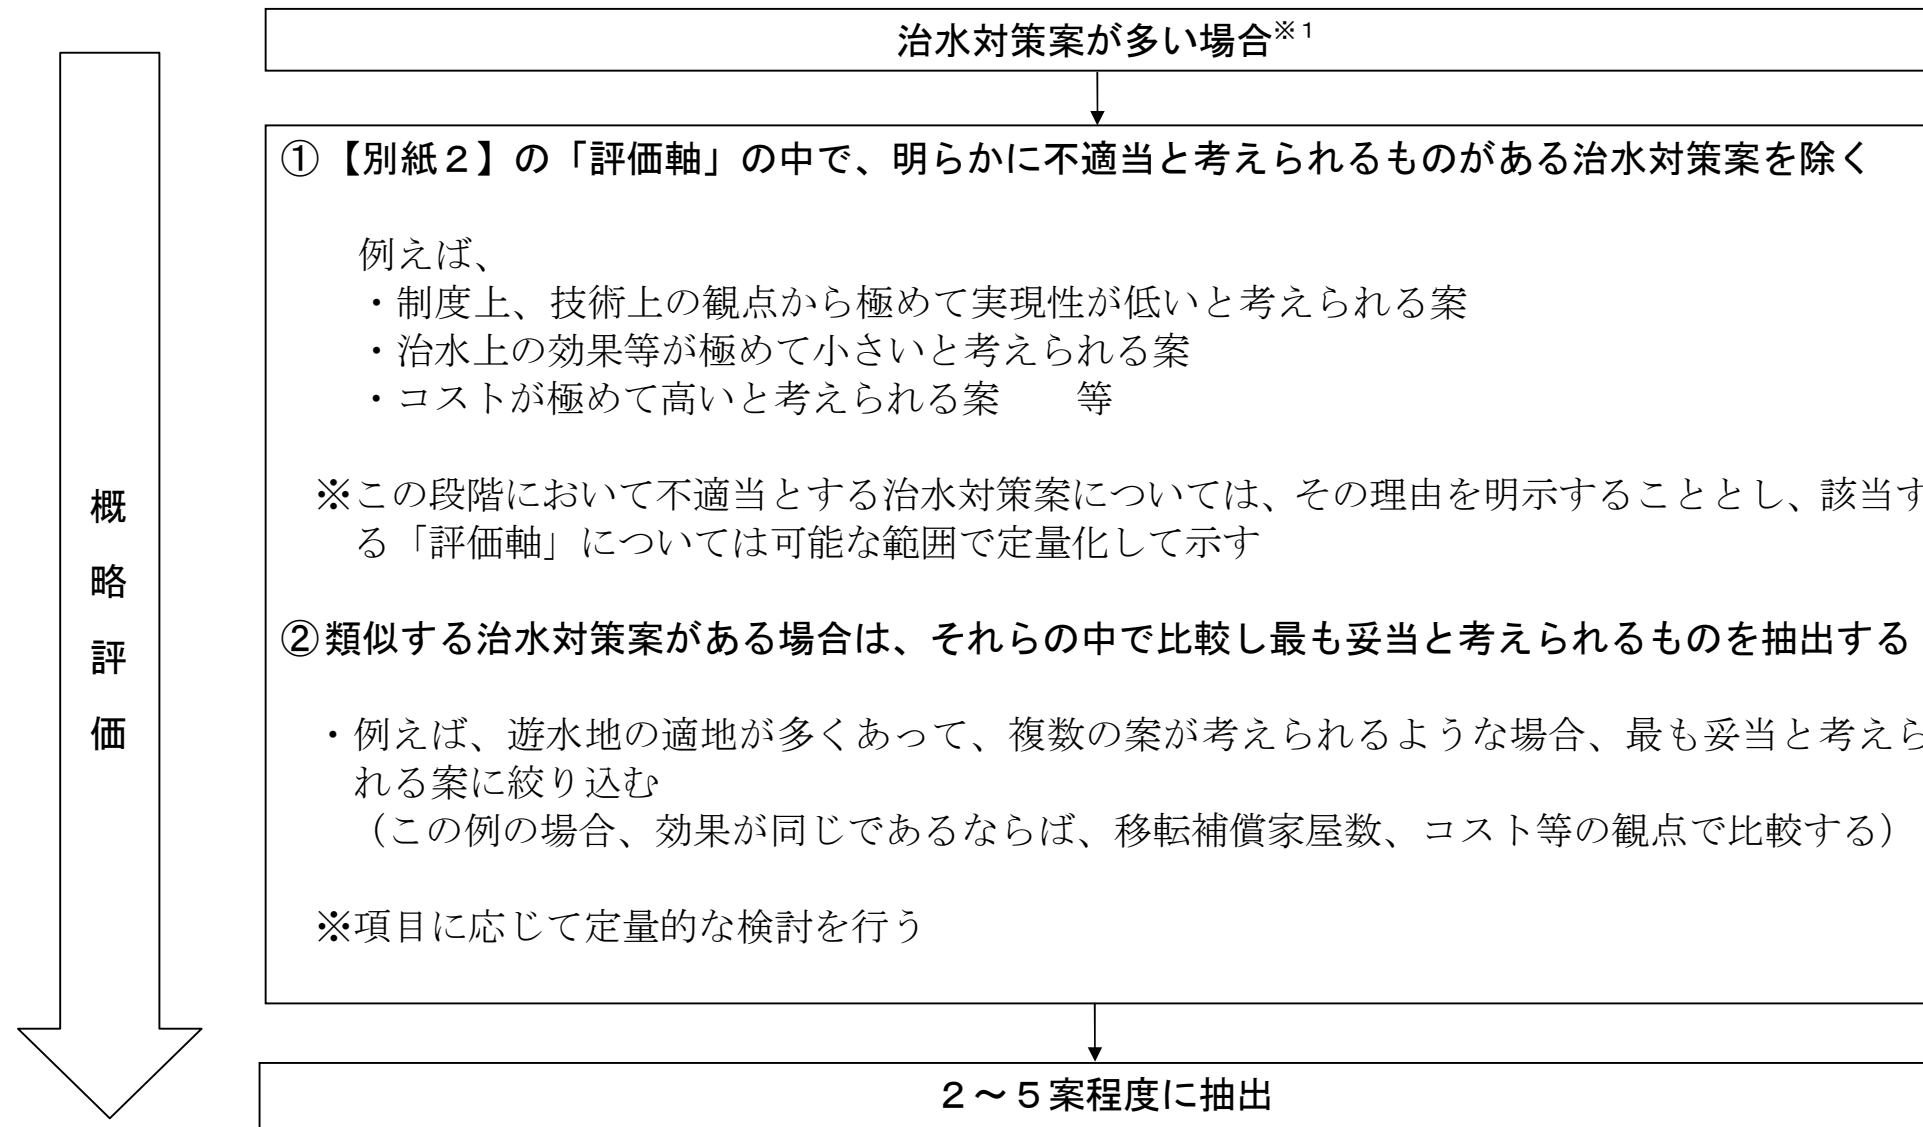 治水対策案が多い場合※１
①【別紙２】の「評価軸」の中で、明らかに不適当と考えられるものがある治水対策案を除く
例えば、
・制度上、技術上の観点から極めて実現性が低いと考えられる案
・治水上の効果等が極めて小さいと考えられる案
・コストが極めて高いと考えられる案　　等
※この段階において不適当とする治水対策案については、その理由を明示することとし、該当す
る「評価軸」については可能な範囲で定量化して示す
②類似する治水対策案がある場合は、それらの中で比較し最も妥当と考えられるものを抽出する
・例えば、遊水地の適地が多くあって、複数の案が考えられるような場合、最も妥当と考えら
れる案に絞り込む
（この例の場合、効果が同じであるならば、移転補償家屋数、コスト等の観点で比較する）
※項目に応じて定量的な検討を行う
２～５案程度に抽出
概
略
評
価